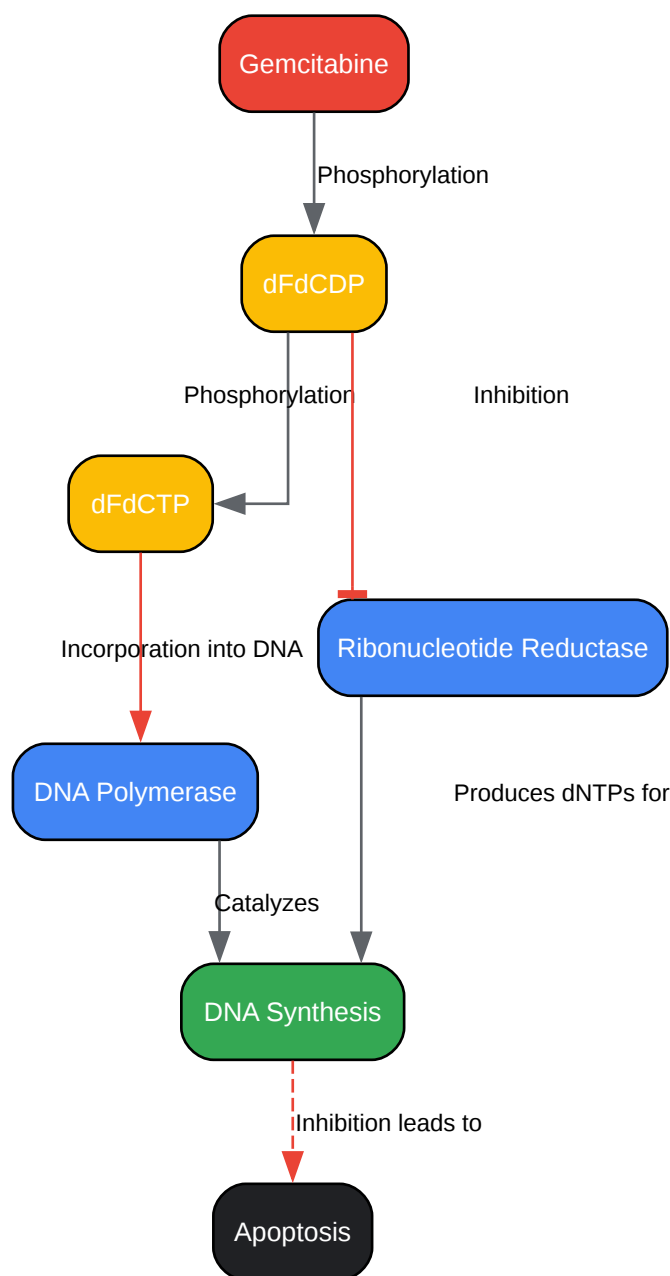 Gemcitabine
Phosphorylation
dFdCDP
Phosphorylation
Inhibition
dFdCTP
Incorporation into DNA
Ribonucleotide Reductase
DNA Polymerase
Produces dNTPs for
Catalyzes
DNA Synthesis
Inhibition leads to
Apoptosis